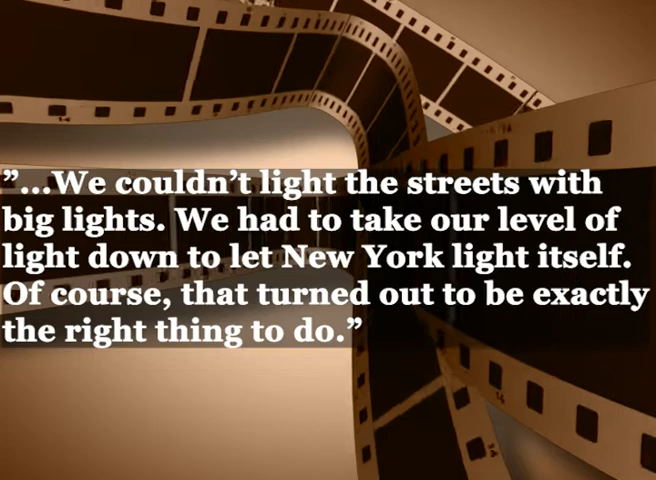 ”...We couldn’t light the streets with
big lights. We had to take our level of
light down to let New York light itself.
Of course, that turned out to be exactly
the right thing to do.”